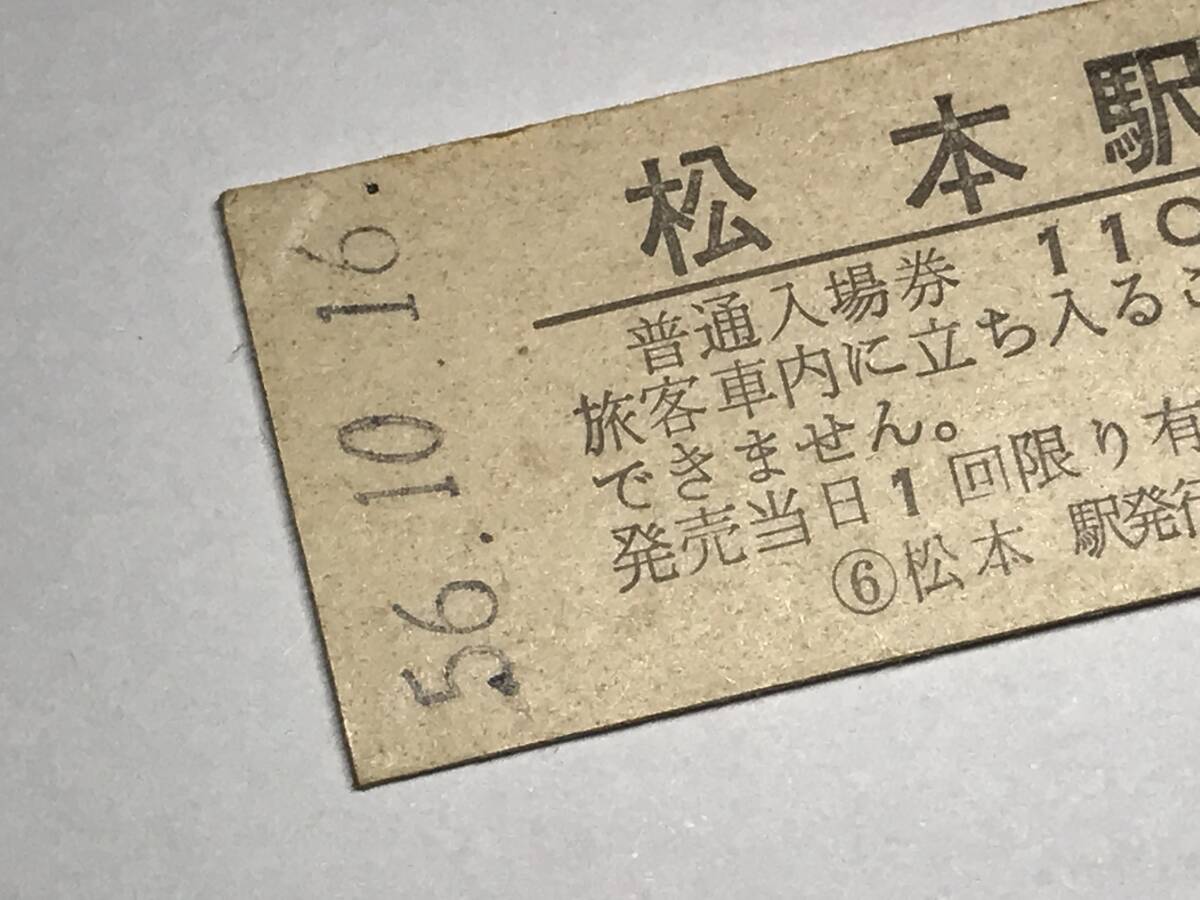 松本駅
普通入場券 110
旅客車内に立ち入るこ
できません。
発売当日1回限り有
⑥松本 駅発行
56.10.16.